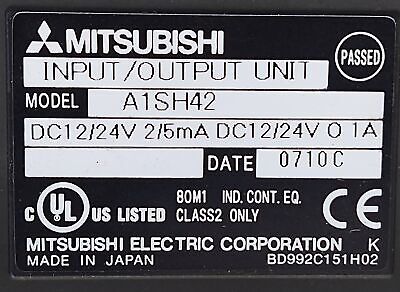 MITSUBISHI
PASSED
INPUT/OUTPUT UNIT
MODEL A1SH42
DC12/24V 2/5mA DC12/24V 0 1A
DATE 0710C
c UL US LISTED 80M1 IND. CONT. EQ. CLASS2 ONLY CE
MITSUBISHI ELECTRIC CORPORATION K
MADE IN JAPAN BD992C151H02